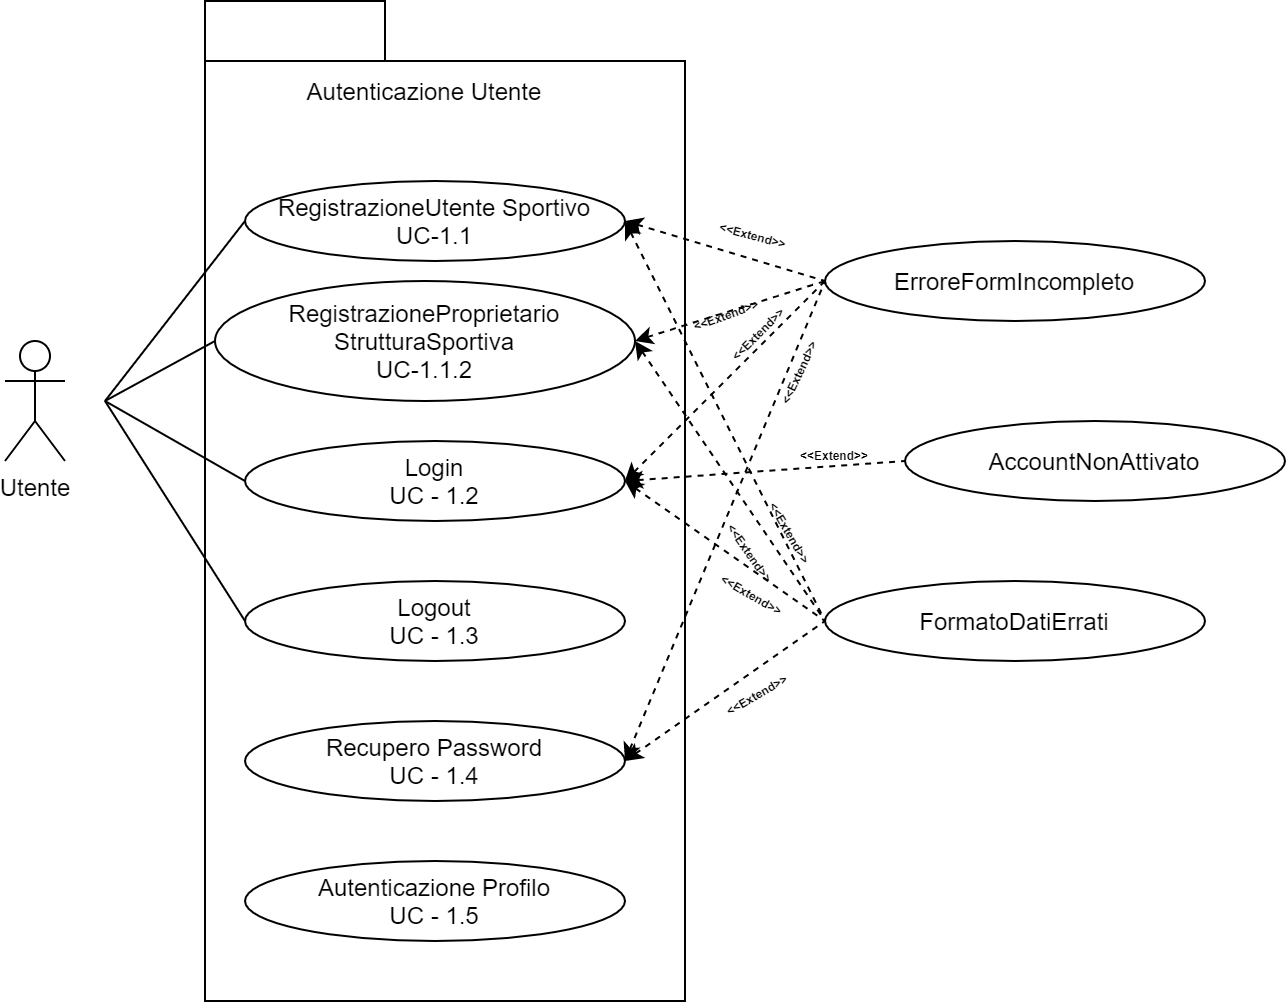 Autenticazione Utente
RegistrazioneUtente Sportivo
UC-1.1
RegistrazioneProprietario
StrutturaSportiva
UC-1.1.2
Login
UC - 1.2
Logout
UC - 1.3
Recupero Password
UC - 1.4
Autenticazione Profilo
UC - 1.5
Utente
<<Extend>>
<<Extend>>
<<Extend>>
<<Extend>>
<<Extend>>
<<Extend>>
<<Extend>>
<<Extend>>
<<Extend>>
ErroreFormIncompleto
AccountNonAttivato
FormatoDatiErrati